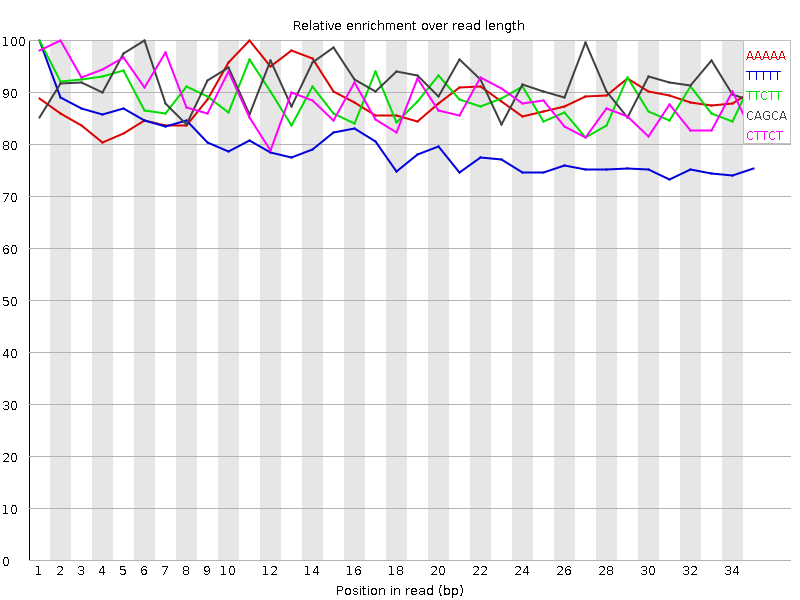 Relative enrichment over read length
100
90
80
70
60
50
40
30
20
10
0
AAAAA
TTTTT
TTCTT
CAGCA
CTTCT
1 2 3 4 5 6 7 8 9 10 12 14 16 18 20 22 24 26 28 30 32 34
Position in read (bp)